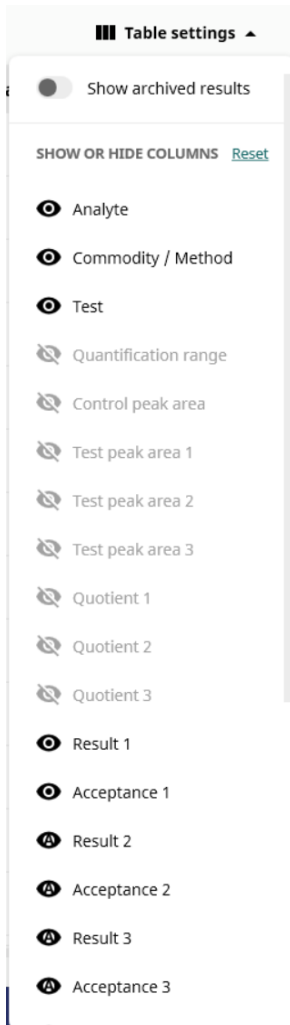 Table settings
Show archived results
SHOW OR HIDE COLUMNS Reset
Analyte
Commodity / Method
Test
Quantification range
Control peak area
Test peak area 1
Test peak area 2
Test peak area 3
Quotient 1
Quotient 2
Quotient 3
Result 1
Acceptance 1
Result 2
Acceptance 2
Result 3
Acceptance 3